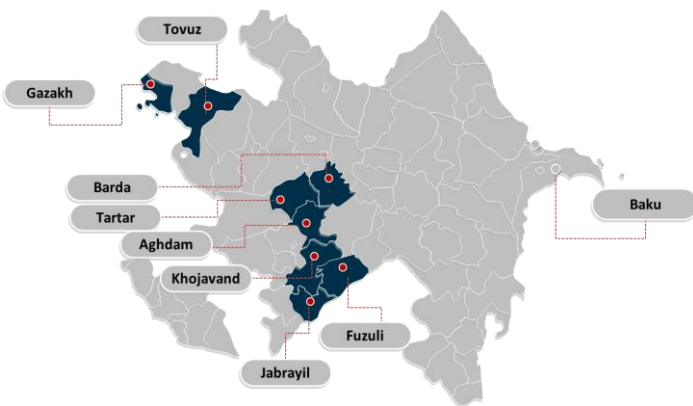 Tovuz
Gazakh
Barda
Tartar
Baku
Aghdam
Khojavand
Fuzuli
Jabrayil